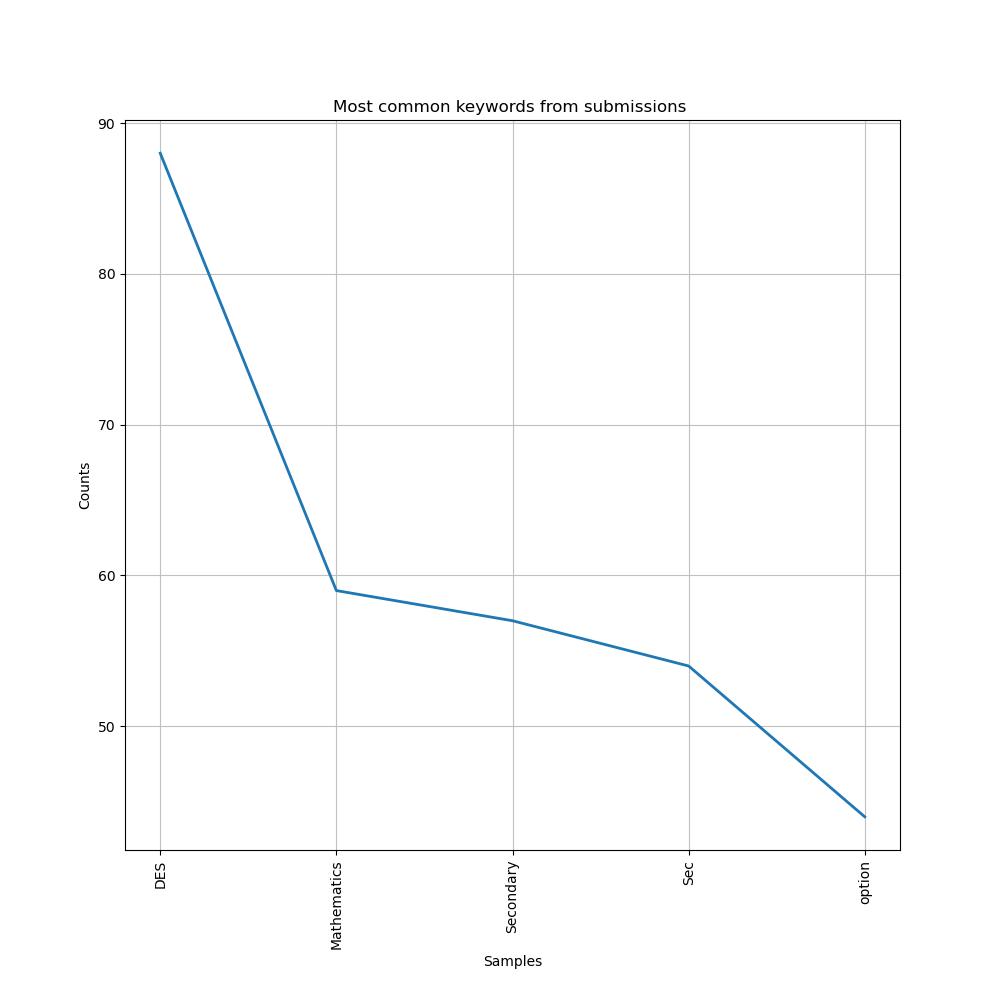 Most common keywords from submissions
90
80
70
60
50
Counts
DES
Mathematics
Secondary
Sec
option
Samples